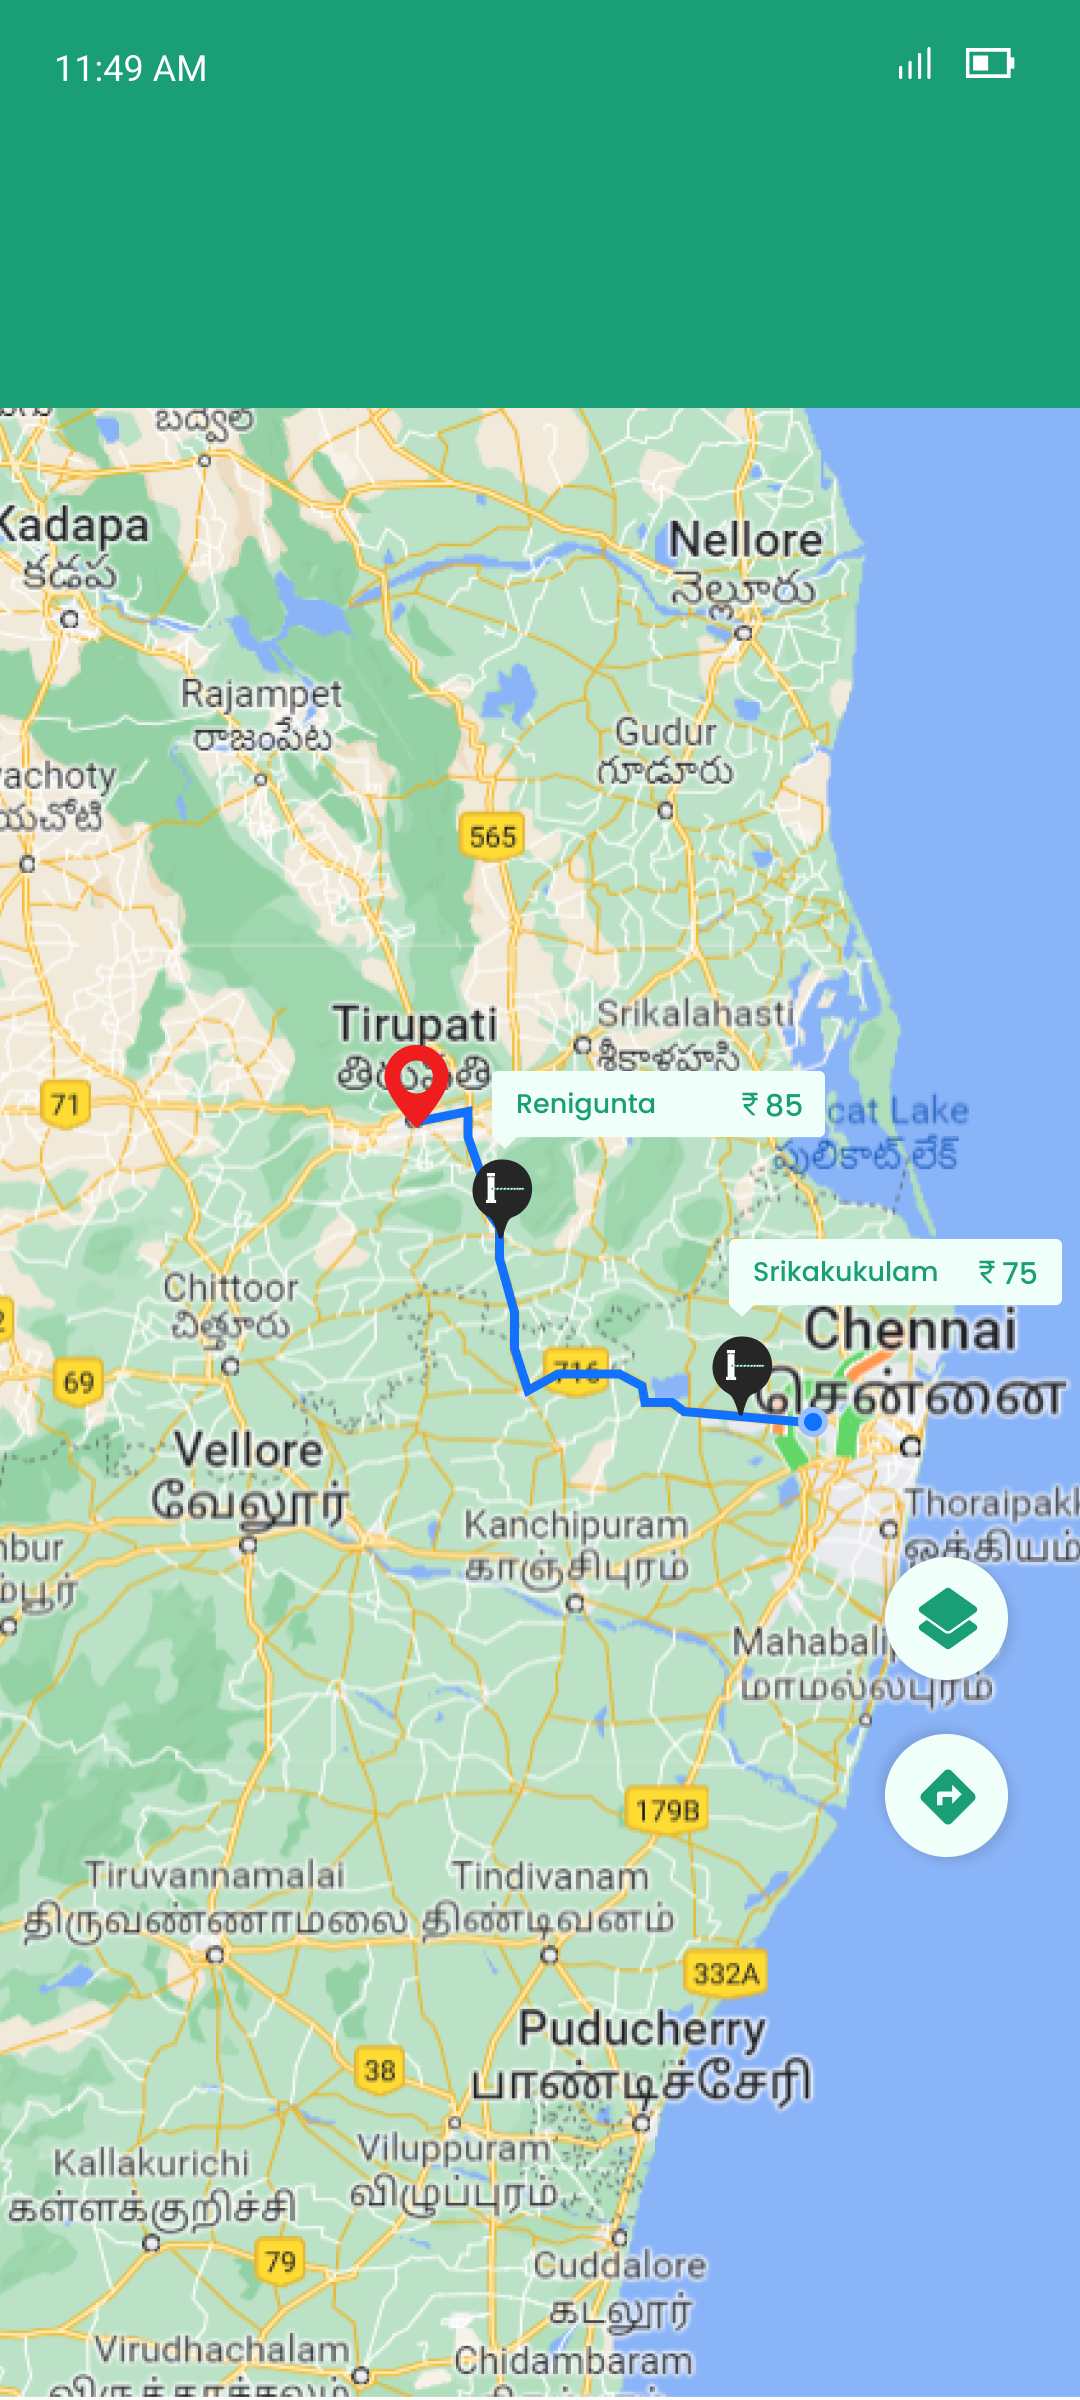 11:49 AM
బద్వేల్
Kadapa
కడప
Nellore
నెల్లూరు
Rajampet
రాజంపేట
Gudur
గూడూరు
achoty
యచోటి
565
Tirupati
Srikalahasti
శ్రీకాళహస్తి
71
Renigunta ₹ 85
cat Lake
పులికాట్ లేక్
Srikakukulam ₹ 75
Chittoor
చిత్తూరు
Chennai
சென்னை
716
69
Vellore
வேலூர்
Kanchipuram
காஞ்சிபுரம்
Thoraipak
ஒக்கியம்
bur
ம்பூர்
Mahabali
மாமல்லபுரம்
179B
Tiruvannamalai
திருவண்ணாமலை
Tindivanam
திண்டிவனம்
332A
Puducherry
பாண்டிச்சேரி
38
Viluppuram
விழுப்புரம்
Kallakurichi
கள்ளக்குறிச்சி
79
Cuddalore
கடலூர்
Virudhachalam
Chidambaram